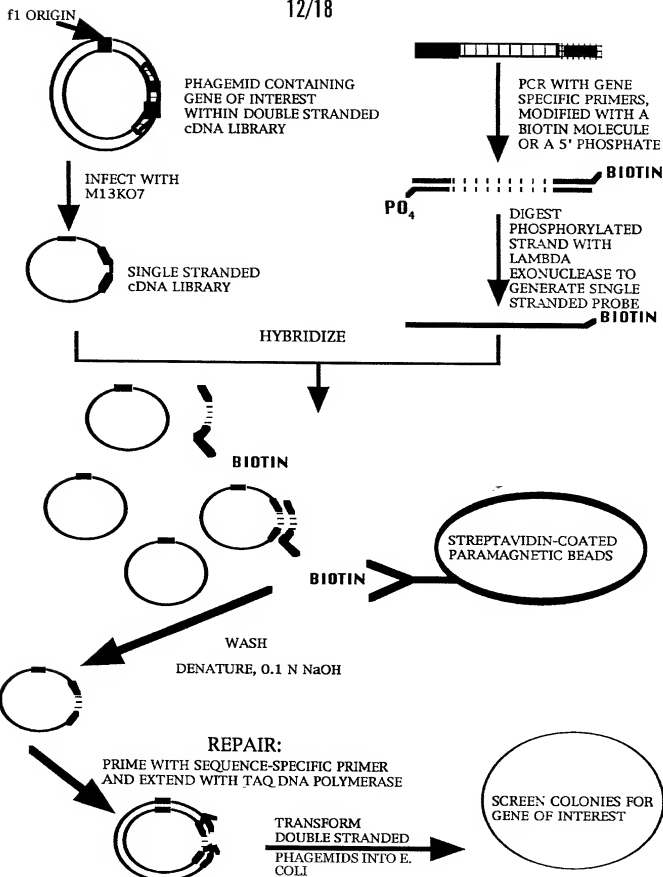 12/18
f1 ORIGIN
PHAGEMID CONTAINING
GENE OF INTEREST
WITHIN DOUBLE STRANDED
cDNA LIBRARY
PCR WITH GENE
SPECIFIC PRIMERS,
MODIFIED WITH A
BIOTIN MOLECULE
OR A 5' PHOSPHATE
INFECT WITH
M13KO7
BIOTIN
PO4
DIGEST
PHOSPHORYLATED
STRAND WITH
LAMBDA
EXONUCLEASE TO
GENERATE SINGLE
STRANDED PROBE
SINGLE STRANDED
cDNA LIBRARY
BIOTIN
HYBRIDIZE
BIOTIN
STREPTAVIDIN-COATED
PARAMAGNETIC BEADS
BIOTIN
WASH
DENATURE, 0.1 N NaOH
REPAIR:
PRIME WITH SEQUENCE-SPECIFIC PRIMER
AND EXTEND WITH TAQ DNA POLYMERASE
TRANSFORM
DOUBLE STRANDED
PHAGEMIDS INTO E.
COLI
SCREEN COLONIES FOR
GENE OF INTEREST